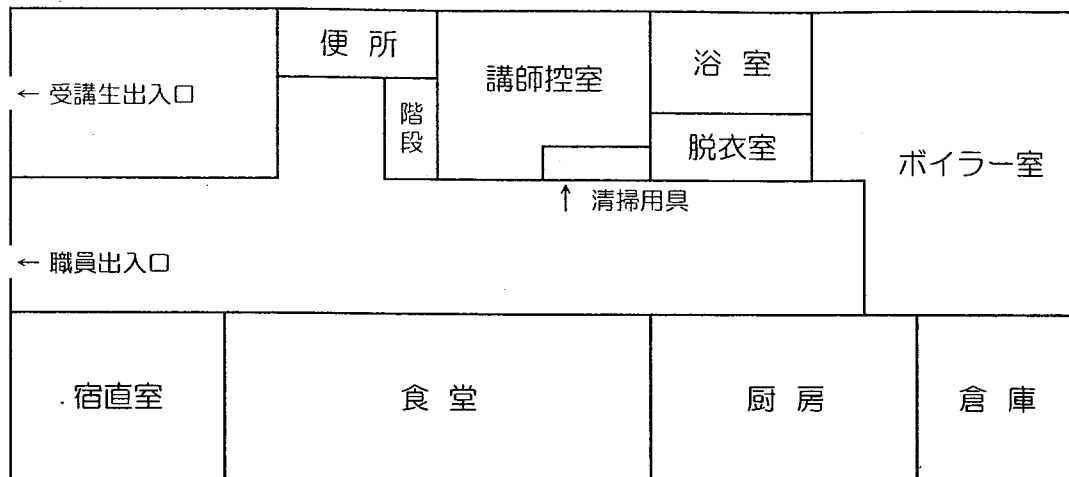 便所
講師控室
浴室
← 受講生出入口
階段
脱衣室
ボイラー室
↑ 清掃用具
← 職員出入口
宿直室
食堂
厨房
倉庫